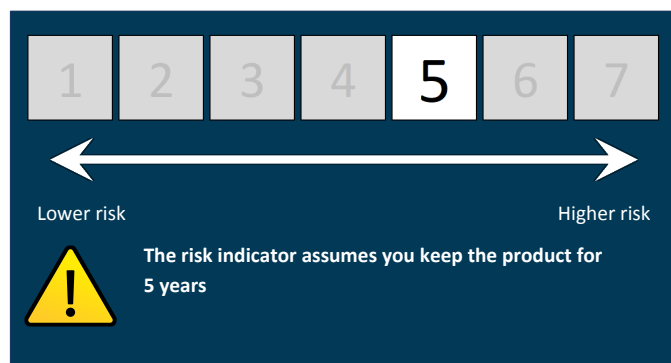 1 2 3 4 5 6 7
Lower risk Higher risk
The risk indicator assumes you keep the product for
5 years